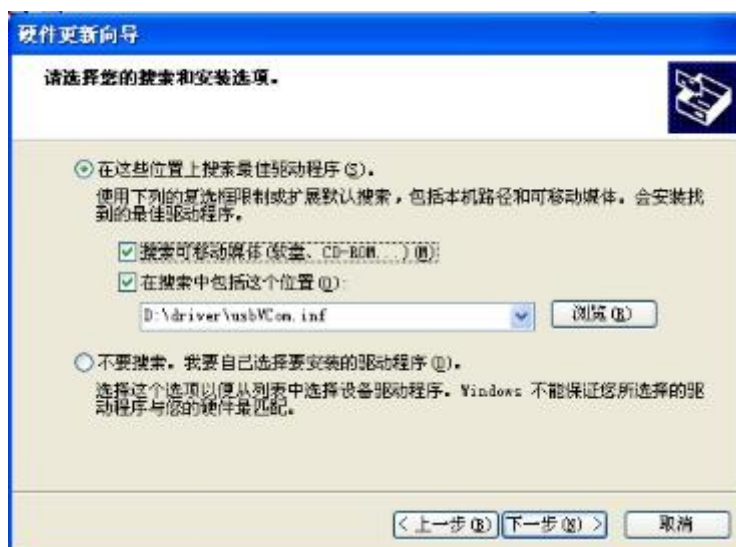 硬件更新向导
请选择您的搜索和安装选项。
在这些位置上搜索最佳驱动程序(S)。
使用下列的复选框限制或扩展默认搜索，包括本机路径和可移动媒体。会安装找
到的最佳驱动程序。
搜索可移动媒体(软盘、CD-ROM...)(M)
在搜索中包括这个位置(O):
D:\driver\usbVCom.inf
浏览(R)
不要搜索。我要自己选择要安装的驱动程序(D)。
选择这个选项以便从列表中选择设备驱动程序。Windows 不能保证您所选择的驱
动程序与您的硬件最匹配。
< 上一步(B) 下一步(N) > 取消